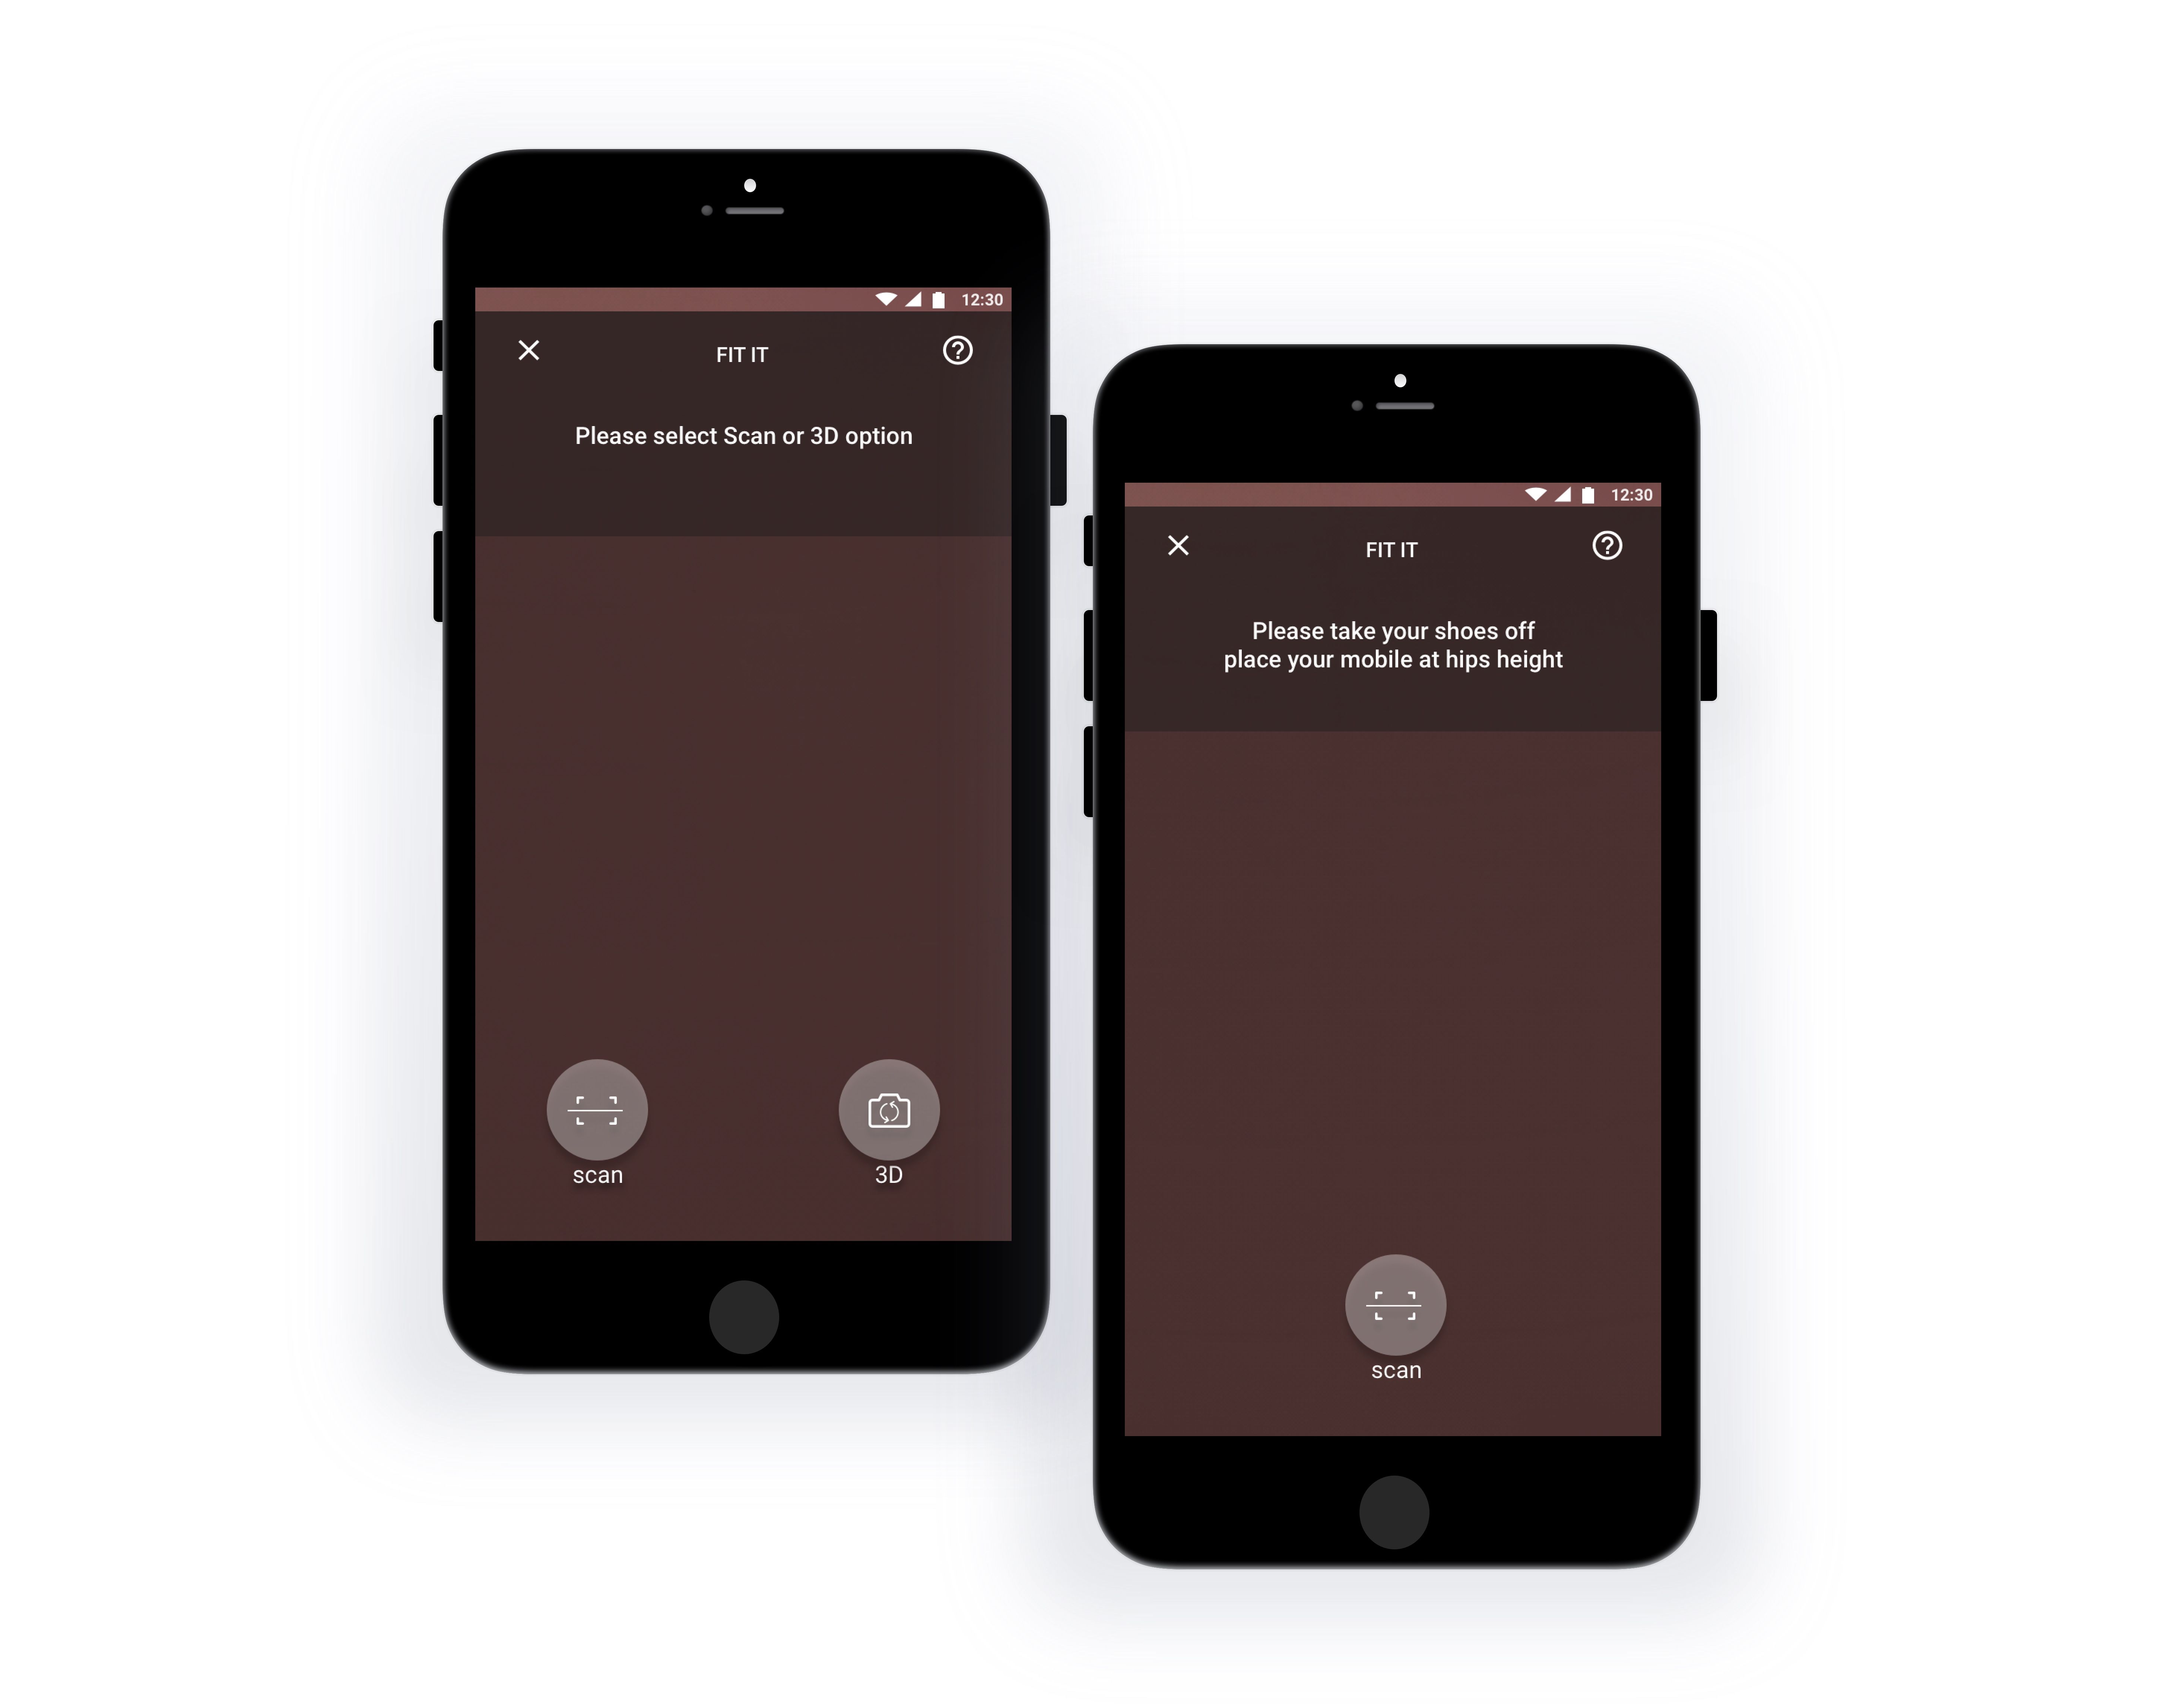 12:30
FIT IT
Please select Scan or 3D option
scan
3D
12:30
FIT IT
Please take your shoes off
place your mobile at hips height
scan